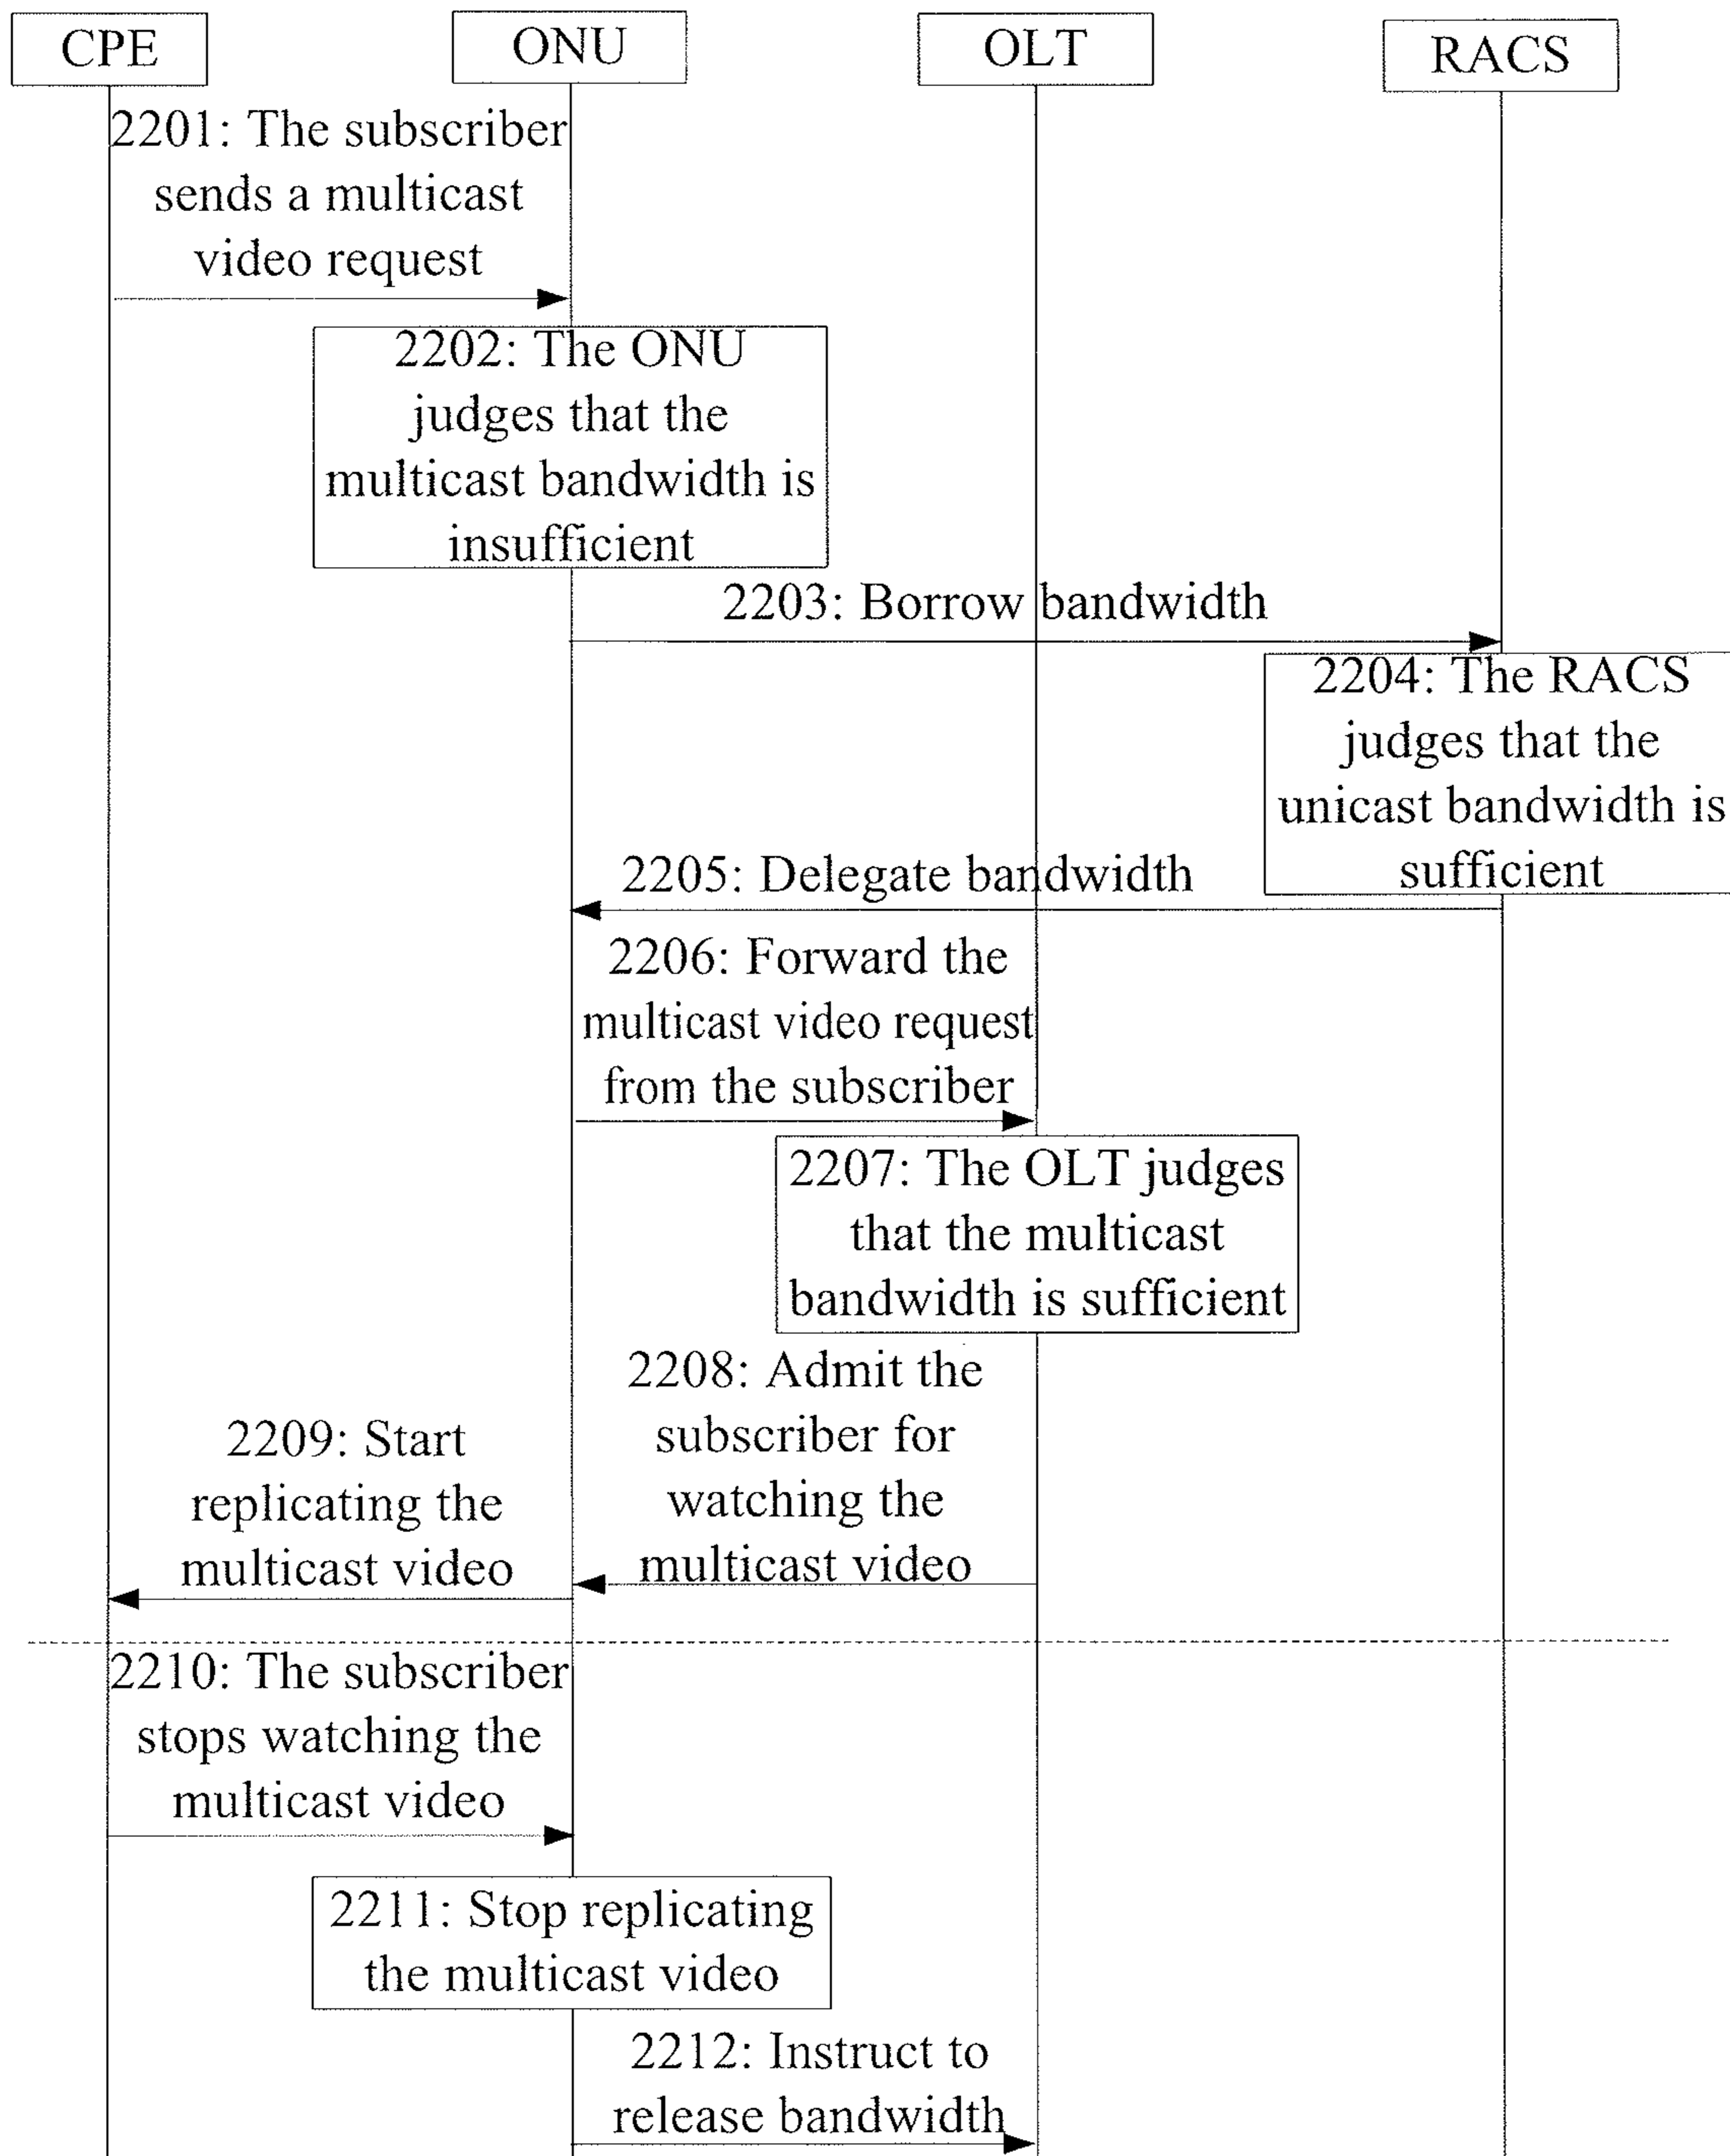 CPE
ONU
OLT
RACS
2201: The subscriber
sends a multicast
video request
2202: The ONU
judges that the
multicast bandwidth is
insufficient
2203: Borrow bandwidth
2204: The RACS
judges that the
unicast bandwidth is
sufficient
2205: Delegate bandwidth
2206: Forward the
multicast video request
from the subscriber
2207: The OLT judges
that the multicast
bandwidth is sufficient
2208: Admit the
subscriber for
watching the
multicast video
2209: Start
replicating the
multicast video
2210: The subscriber
stops watching the
multicast video
2211: Stop replicating
the multicast video
2212: Instruct to
release bandwidth